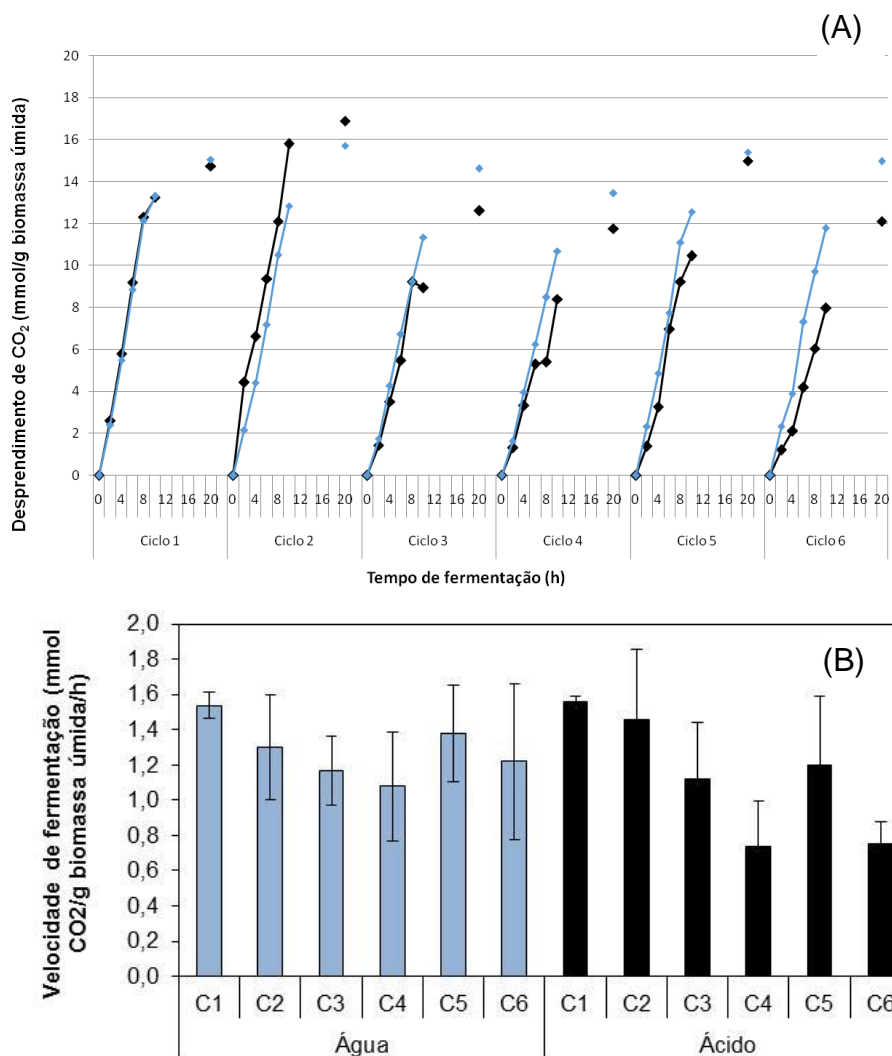 (A)
Desprendimento de CO₂ (mmol/g biomassa úmida)
20
18
16
14
12
10
8
6
4
2
0
0 4 8 12 16 20 0 4 8 12 16 20 0 4 8 12 16 20 0 4 8 12 16 20 0 4 8 12 16 20 0 4 8 12 16 20
Ciclo 1 Ciclo 2 Ciclo 3 Ciclo 4 Ciclo 5 Ciclo 6
Tempo de fermentação (h)
(B)
Velocidade de fermentação (mmol
CO2/g biomassa úmida/h)
2,0
1,8
1,6
1,4
1,2
1,0
0,8
0,6
0,4
0,2
0,0
C1 C2 C3 C4 C5 C6 C1 C2 C3 C4 C5 C6
Água Ácido